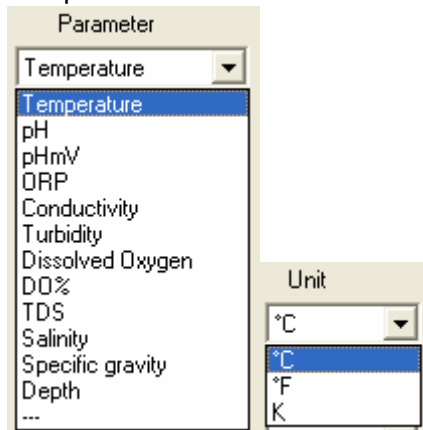 Parameter
Temperature
Temperature
pH
pHmV
ORP
Conductivity
Turbidity
Dissolved Oxygen
DO%
TDS
Salinity
Specific gravity
Depth
---
Unit
°C
°C
°F
K